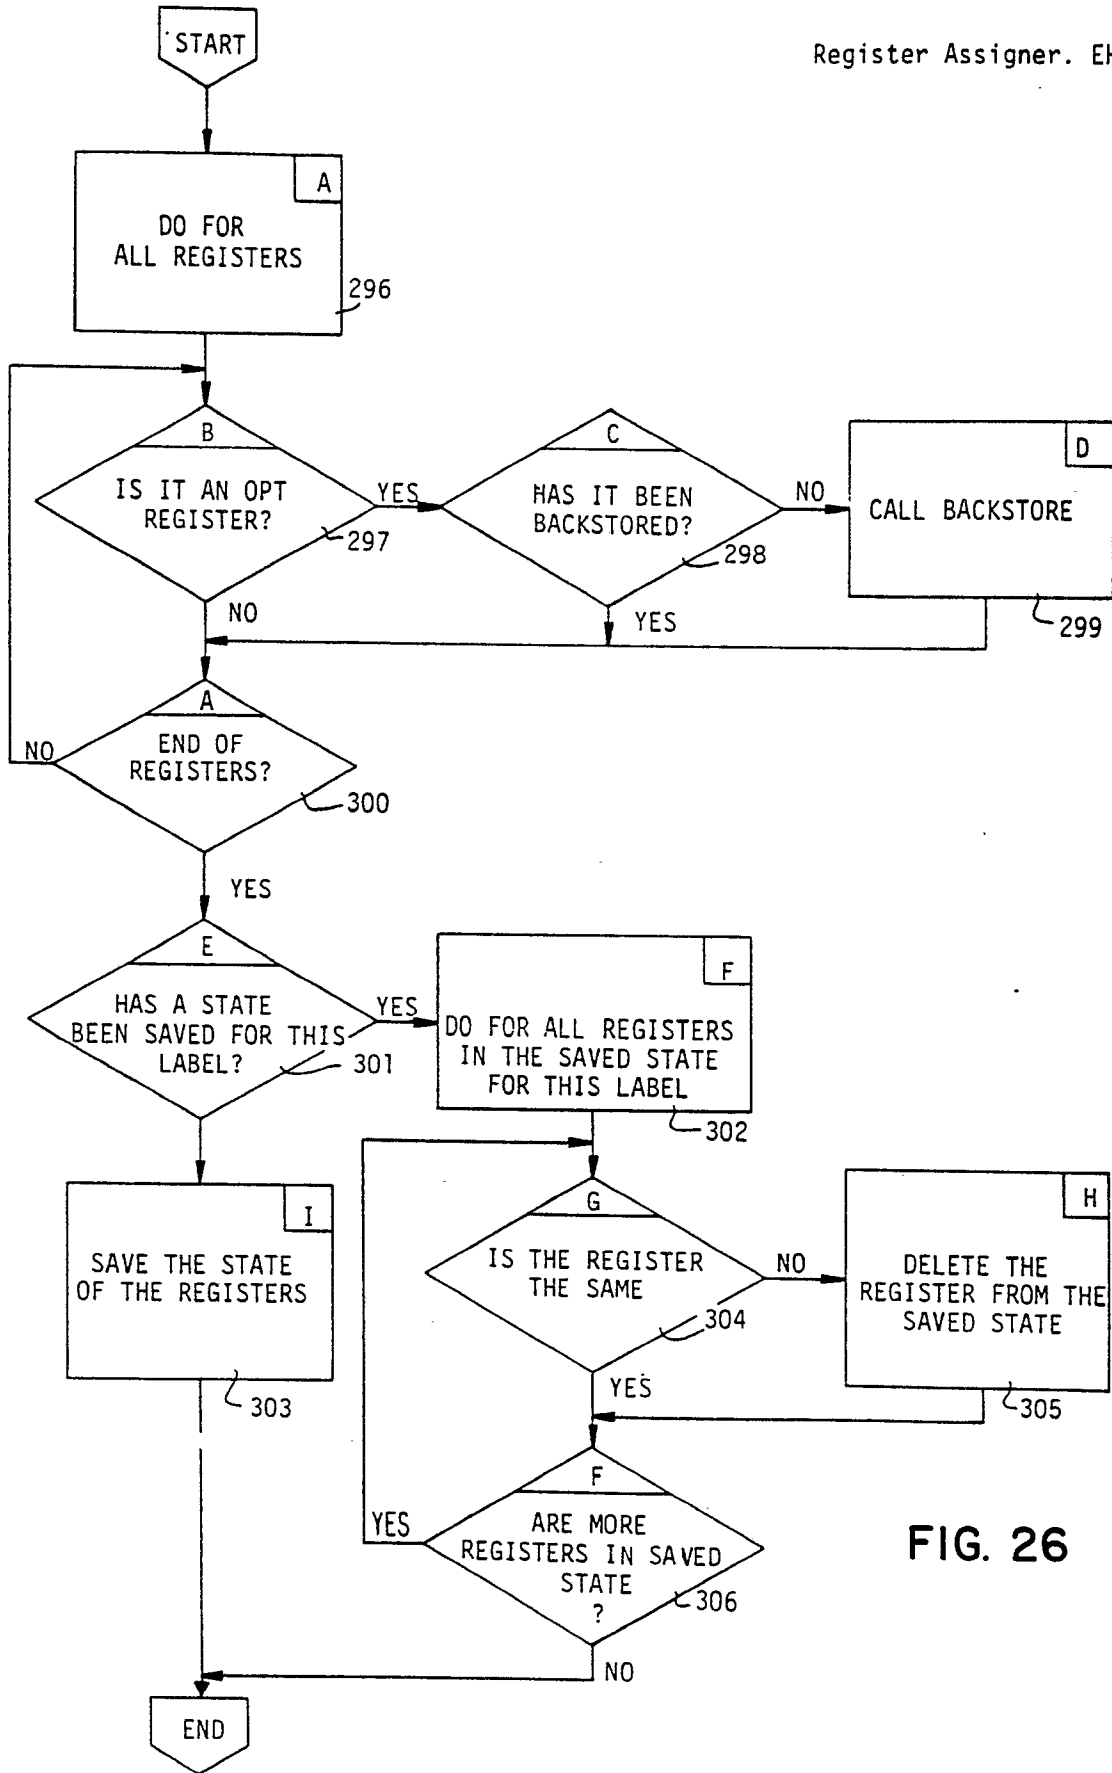 START
Register Assigner.
A
DO FOR
ALL REGISTERS
296
B
IS IT AN OPT
REGISTER?
297
YES
NO
C
HAS IT BEEN
BACKSTORED?
298
NO
YES
D
CALL BACKSTORE
299
A
END OF
REGISTERS?
300
NO
YES
E
HAS A STATE
BEEN SAVED FOR THIS
LABEL?
301
YES
F
DO FOR ALL REGISTERS
IN THE SAVED STATE
FOR THIS LABEL
302
I
SAVE THE STATE
OF THE REGISTERS
303
G
IS THE REGISTER
THE SAME
304
NO
YES
H
DELETE THE
REGISTER FROM THE
SAVED STATE
305
F
ARE MORE
REGISTERS IN SAVED
STATE
?
306
YES
NO
END
FIG. 26